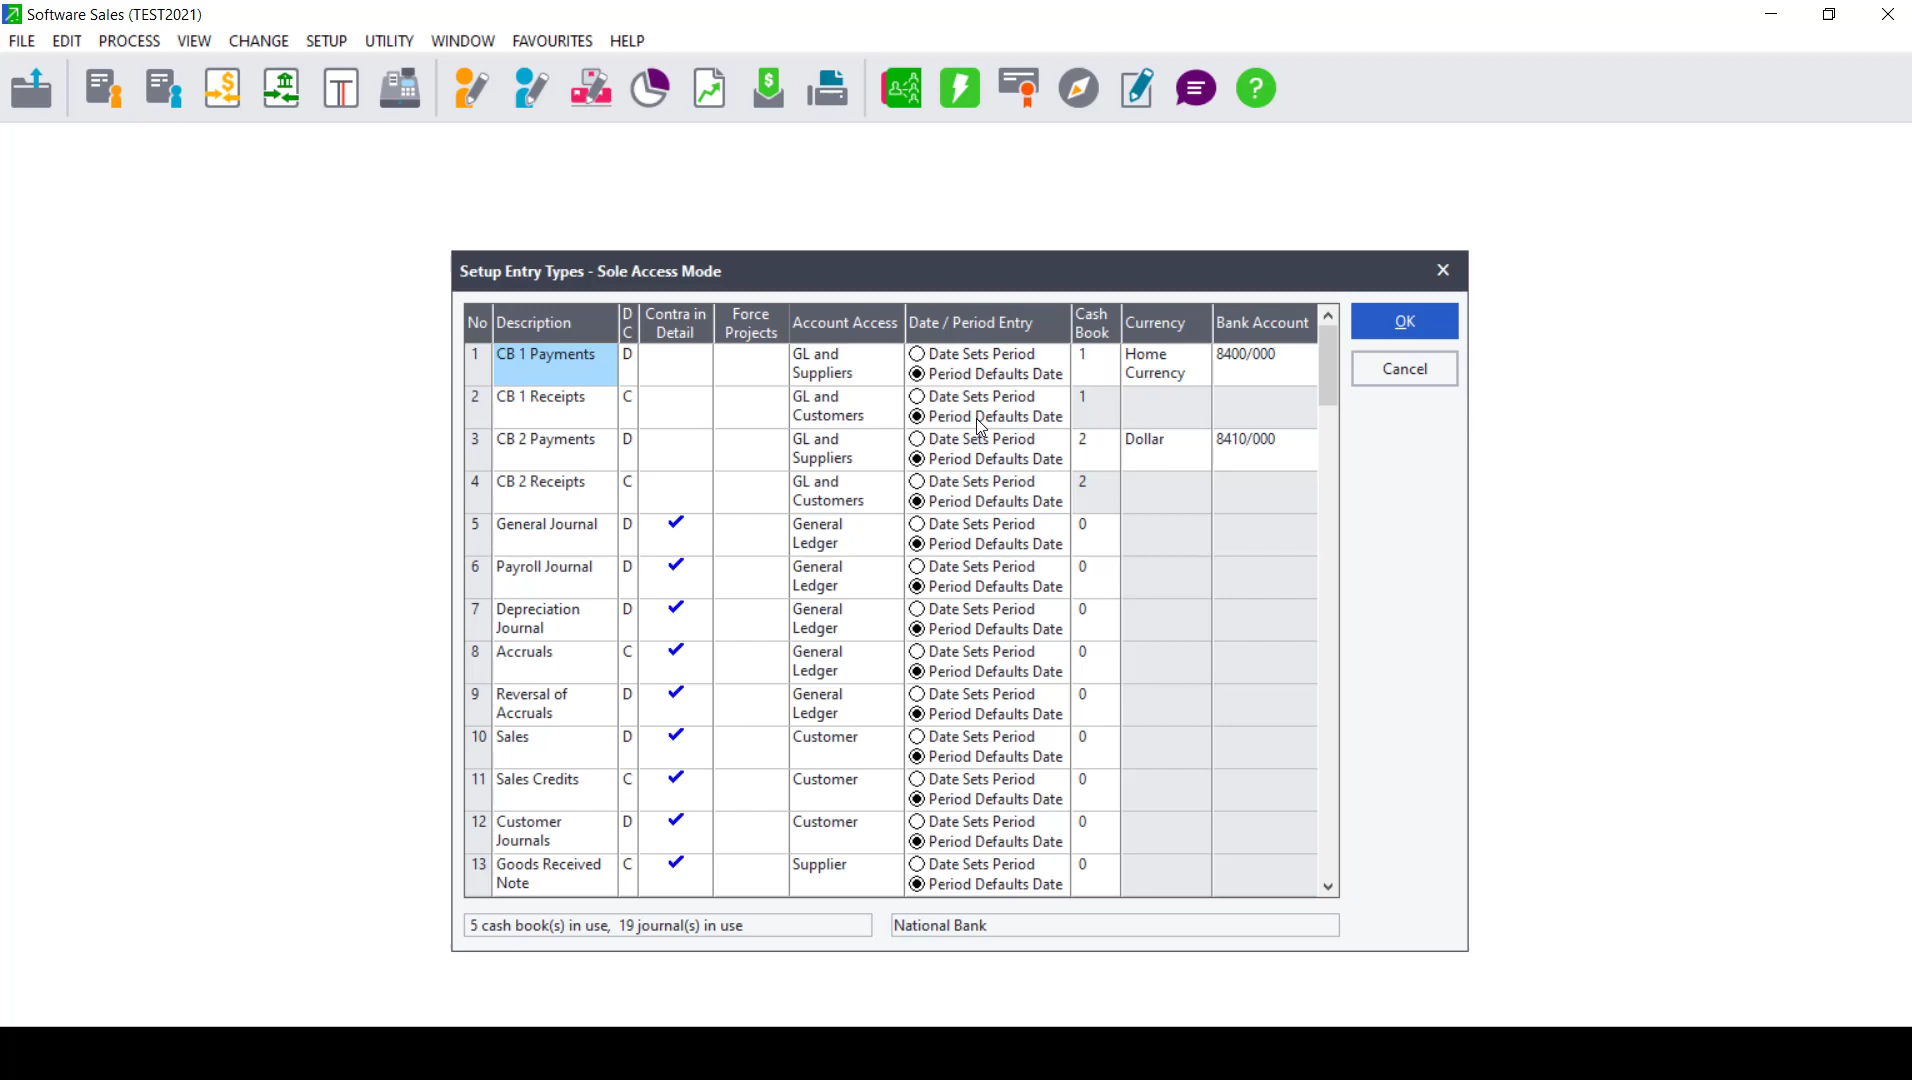 Software Sales (TEST2021)
FILE EDIT PROCESS VIEW CHANGE SETUP UTILITY WINDOW FAVOURITES HELP
Setup Entry Types - Sole Access Mode
No Description D C Contra in Detail Force Projects Account Access Date / Period Entry Cash Book Currency Bank Account
1 CB 1 Payments D GL and Suppliers Date Sets Period Period Defaults Date 1 Home Currency 8400/000
2 CB 1 Receipts C GL and Customers Date Sets Period Period Defaults Date 1
3 CB 2 Payments D GL and Suppliers Date Sets Period Period Defaults Date 2 Dollar 8410/000
4 CB 2 Receipts C GL and Customers Date Sets Period Period Defaults Date 2
5 General Journal D General Ledger Date Sets Period Period Defaults Date 0
6 Payroll Journal D General Ledger Date Sets Period Period Defaults Date 0
7 Depreciation Journal D General Ledger Date Sets Period Period Defaults Date 0
8 Accruals C General Ledger Date Sets Period Period Defaults Date 0
9 Reversal of Accruals D General Ledger Date Sets Period Period Defaults Date 0
10 Sales D Customer Date Sets Period Period Defaults Date 0
11 Sales Credits C Customer Date Sets Period Period Defaults Date 0
12 Customer Journals D Customer Date Sets Period Period Defaults Date 0
13 Goods Received Note C Supplier Date Sets Period Period Defaults Date 0
OK
Cancel
5 cash book(s) in use, 19 journal(s) in use
National Bank